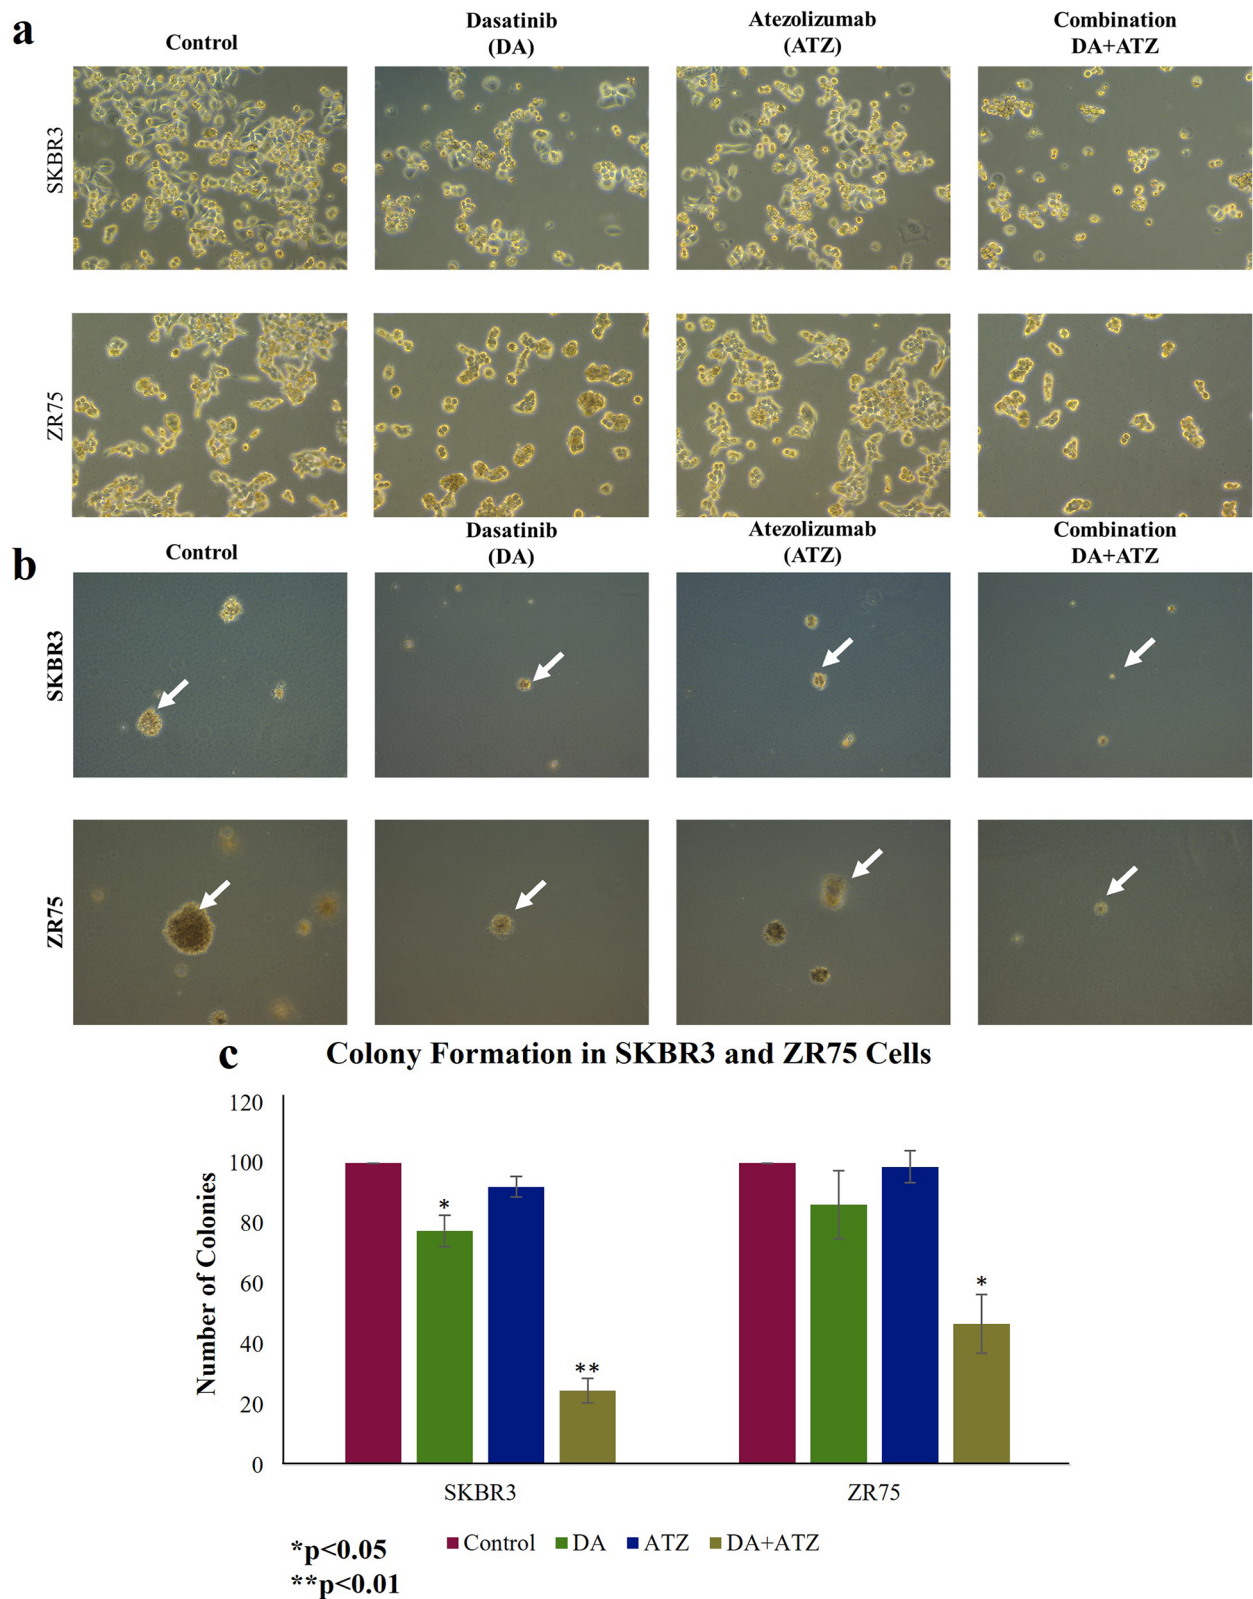 a
Control
Dasatinib
(DA)
Atezolizumab
(ATZ)
Combination
DA+ATZ
SKBR3
ZR75
b
Control
Dasatinib
(DA)
Atezolizumab
(ATZ)
Combination
DA+ATZ
SKBR3
ZR75
c
Colony Formation in SKBR3 and ZR75 Cells
Number of Colonies
120
100
80
60
40
20
0
*
**
*
SKBR3
ZR75
Control
DA
ATZ
DA+ATZ
*p<0.05
**p<0.01